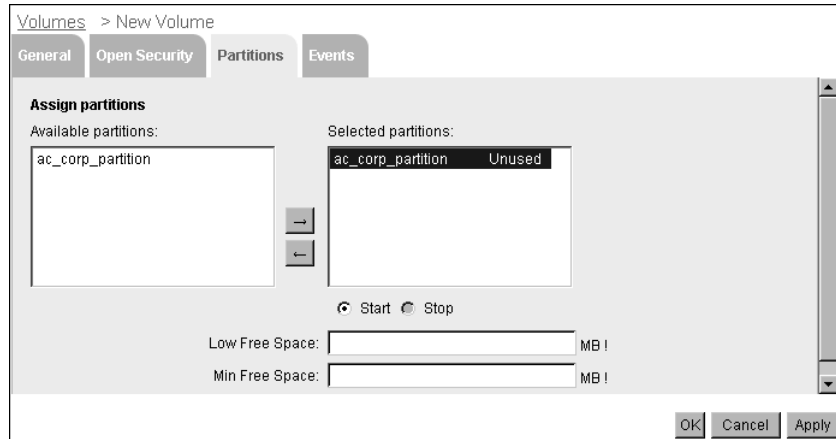 Volumes > New Volume
General Open Security Partitions Events
Assign partitions
Available partitions: Selected partitions:
ac_corp_partition ac_corp_partition Unused
→
←
Start Stop
Low Free Space: MB !
Min Free Space: MB !
OK Cancel Apply